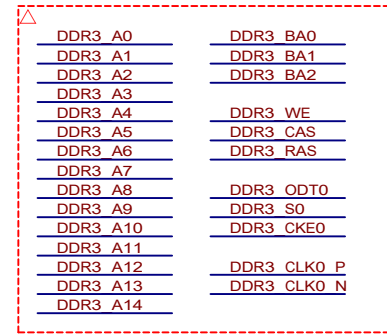 DDR3_A0
DDR3_A1
DDR3_A2
DDR3_A3
DDR3_A4
DDR3_A5
DDR3_A6
DDR3_A7
DDR3_A8
DDR3_A9
DDR3_A10
DDR3_A11
DDR3_A12
DDR3_A13
DDR3_A14
DDR3_BA0
DDR3_BA1
DDR3_BA2
DDR3_WE
DDR3_CAS
DDR3_RAS
DDR3_ODT0
DDR3_S0
DDR3_CKE0
DDR3_CLK0_P
DDR3_CLK0_N